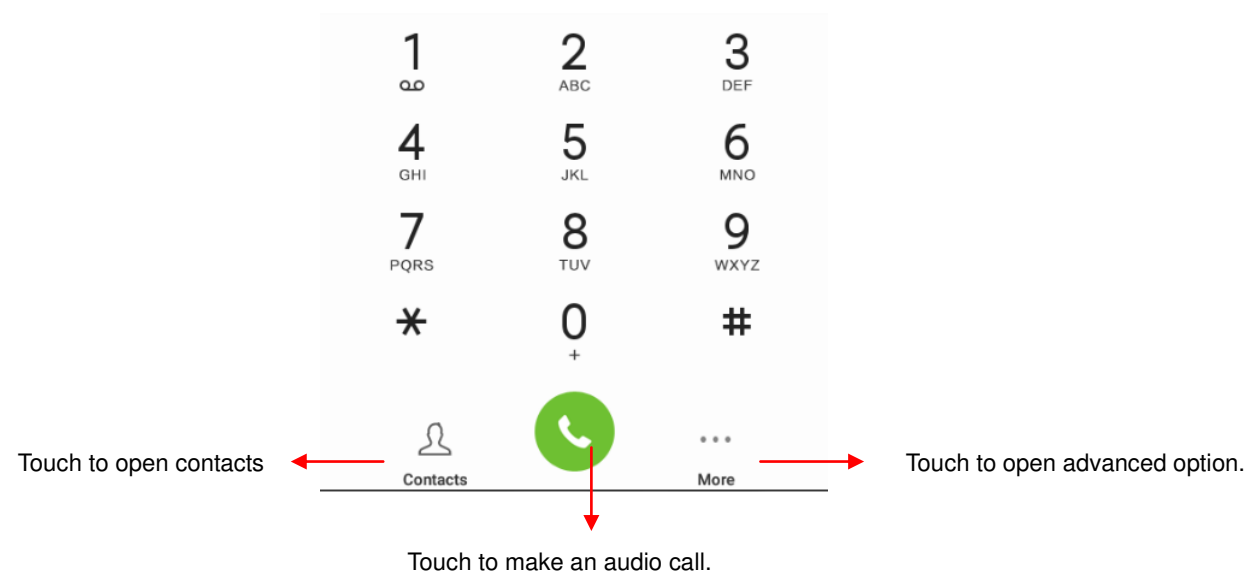 1 2 3
ABC DEF
4 5 6
GHI JKL MNO
7 8 9
PQRS TUV WXYZ
* 0 #
+
Touch to open contacts
Contacts
More
Touch to open advanced option.
Touch to make an audio call.